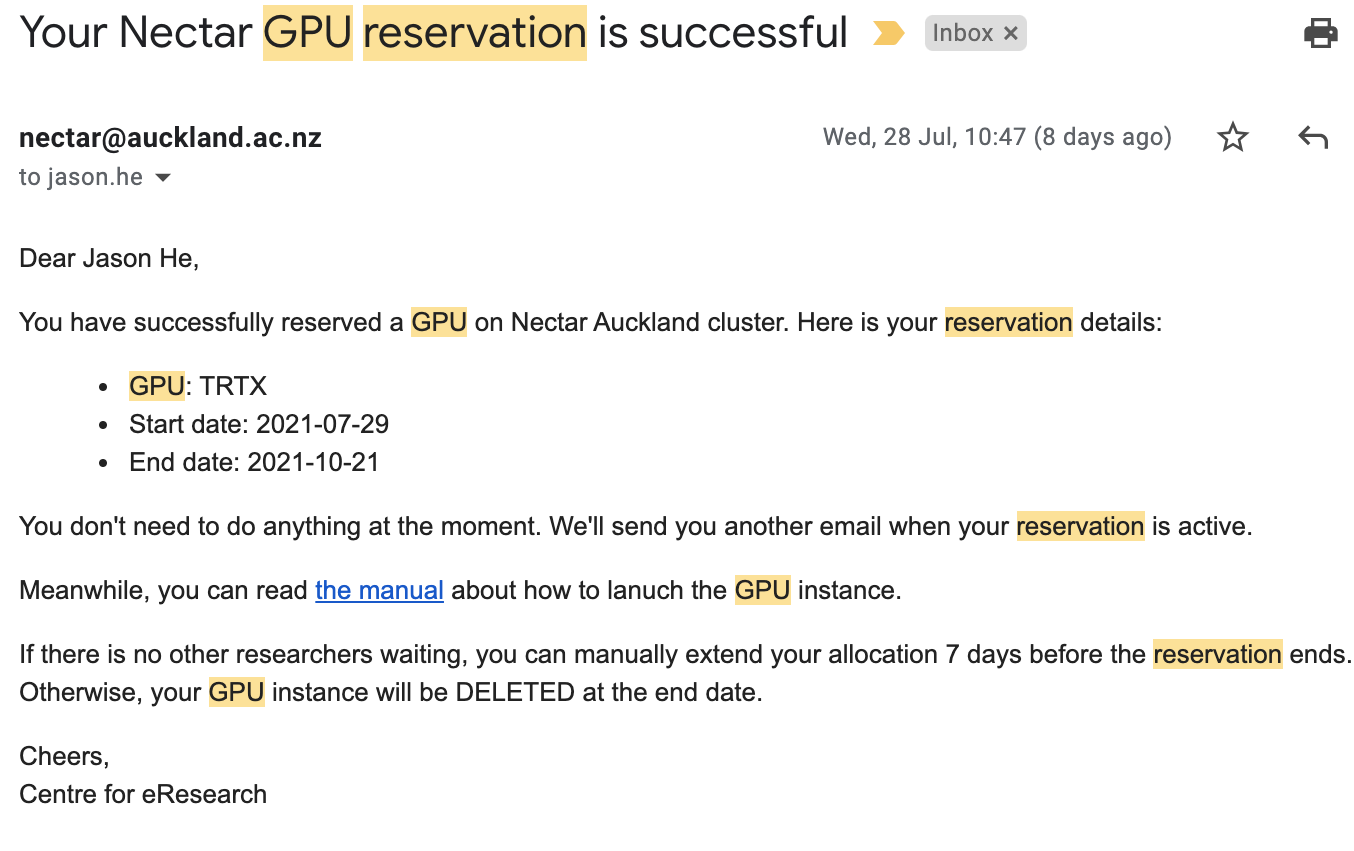 Your Nectar GPU reservation is successful
Inbox ×
nectar@auckland.ac.nz
Wed, 28 Jul, 10:47 (8 days ago)
to jason.he
Dear Jason He,
You have successfully reserved a GPU on Nectar Auckland cluster. Here is your reservation details:
• GPU: TRTX
• Start date: 2021-07-29
• End date: 2021-10-21
You don't need to do anything at the moment. We'll send you another email when your reservation is active.
Meanwhile, you can read the manual about how to lanuch the GPU instance.
If there is no other researchers waiting, you can manually extend your allocation 7 days before the reservation ends.
Otherwise, your GPU instance will be DELETED at the end date.
Cheers,
Centre for eResearch